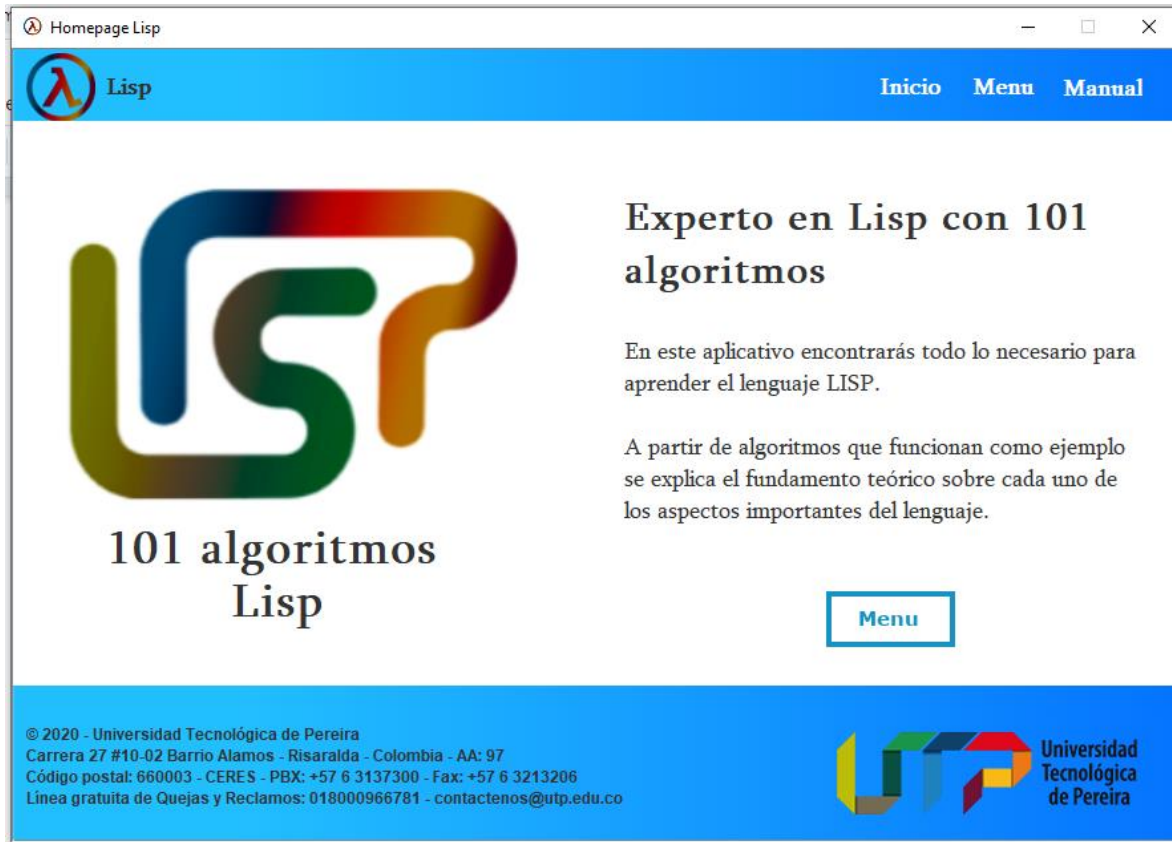 Homepage Lisp
Lisp
Inicio Menu Manual
LISP
101 algoritmos
Lisp
Experto en Lisp con 101
algoritmos
En este aplicativo encontrarás todo lo necesario para
aprender el lenguaje LISP.
A partir de algoritmos que funcionan como ejemplo
se explica el fundamento teórico sobre cada uno de
los aspectos importantes del lenguaje.
Menu
© 2020 - Universidad Tecnológica de Pereira
Carrera 27 #10-02 Barrio Alamos - Risaralda - Colombia - AA: 97
Código postal: 660003 - CERES - PBX: +57 6 3137300 - Fax: +57 6 3213206
Línea gratuita de Quejas y Reclamos: 018000966781 - contactenos@utp.edu.co
UTP
Universidad
Tecnológica
de Pereira